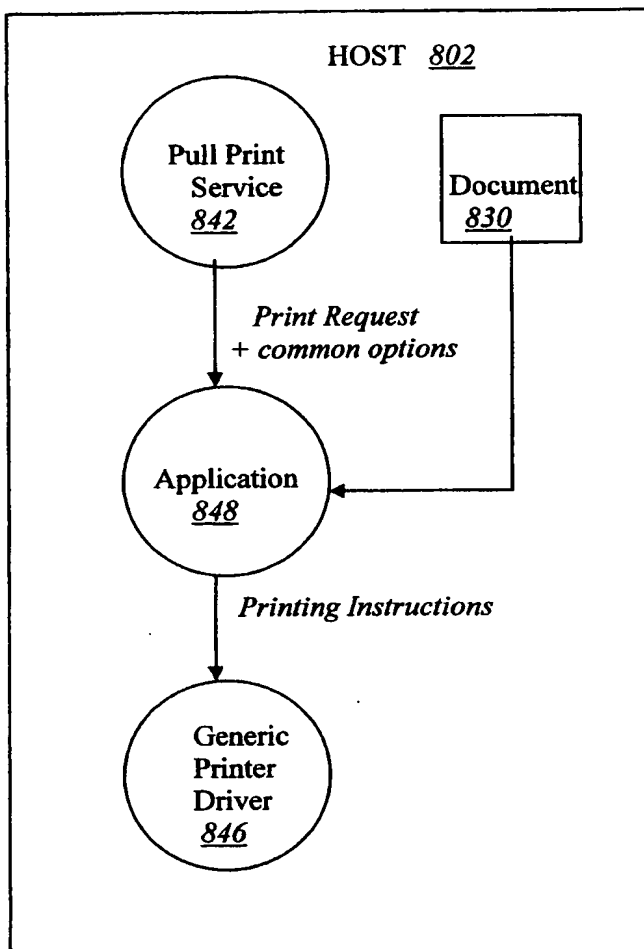 HOST 802
Pull Print
Service
842
Document
830
Print Request
+ common options
Application
848
Printing Instructions
Generic
Printer
Driver
846